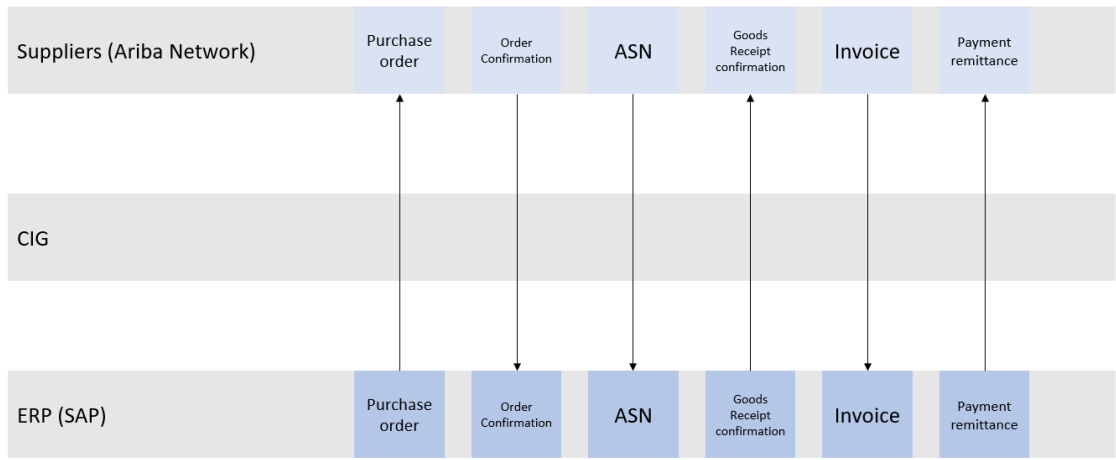 Suppliers (Ariba Network)
Purchase
order
Order
Confirmation
ASN
Goods
Receipt
confirmation
Invoice
Payment
remittance
CIG
ERP (SAP)
Purchase
order
Order
Confirmation
ASN
Goods
Receipt
confirmation
Invoice
Payment
remittance